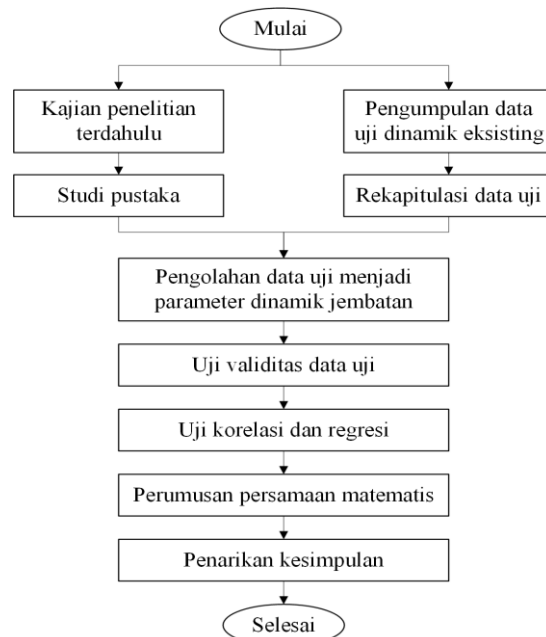 Mulai
Kajian penelitian
terdahulu
Studi pustaka
Pengumpulan data
uji dinamik eksisting
Rekapitulasi data uji
Pengolahan data uji menjadi
parameter dinamik jembatan
Uji validitas data uji
Uji korelasi dan regresi
Perumusan persamaan matematis
Penarikan kesimpulan
Selesai